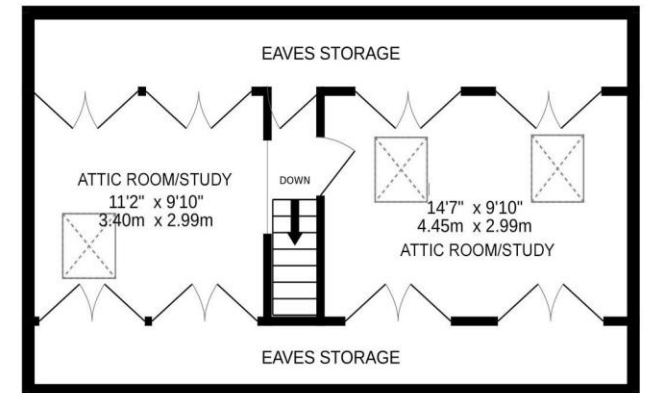 EAVES STORAGE
ATTIC ROOM/STUDY
11'2" x 9'10"
3.40m x 2.99m
DOWN
14'7" x 9'10"
4.45m x 2.99m
ATTIC ROOM/STUDY
EAVES STORAGE